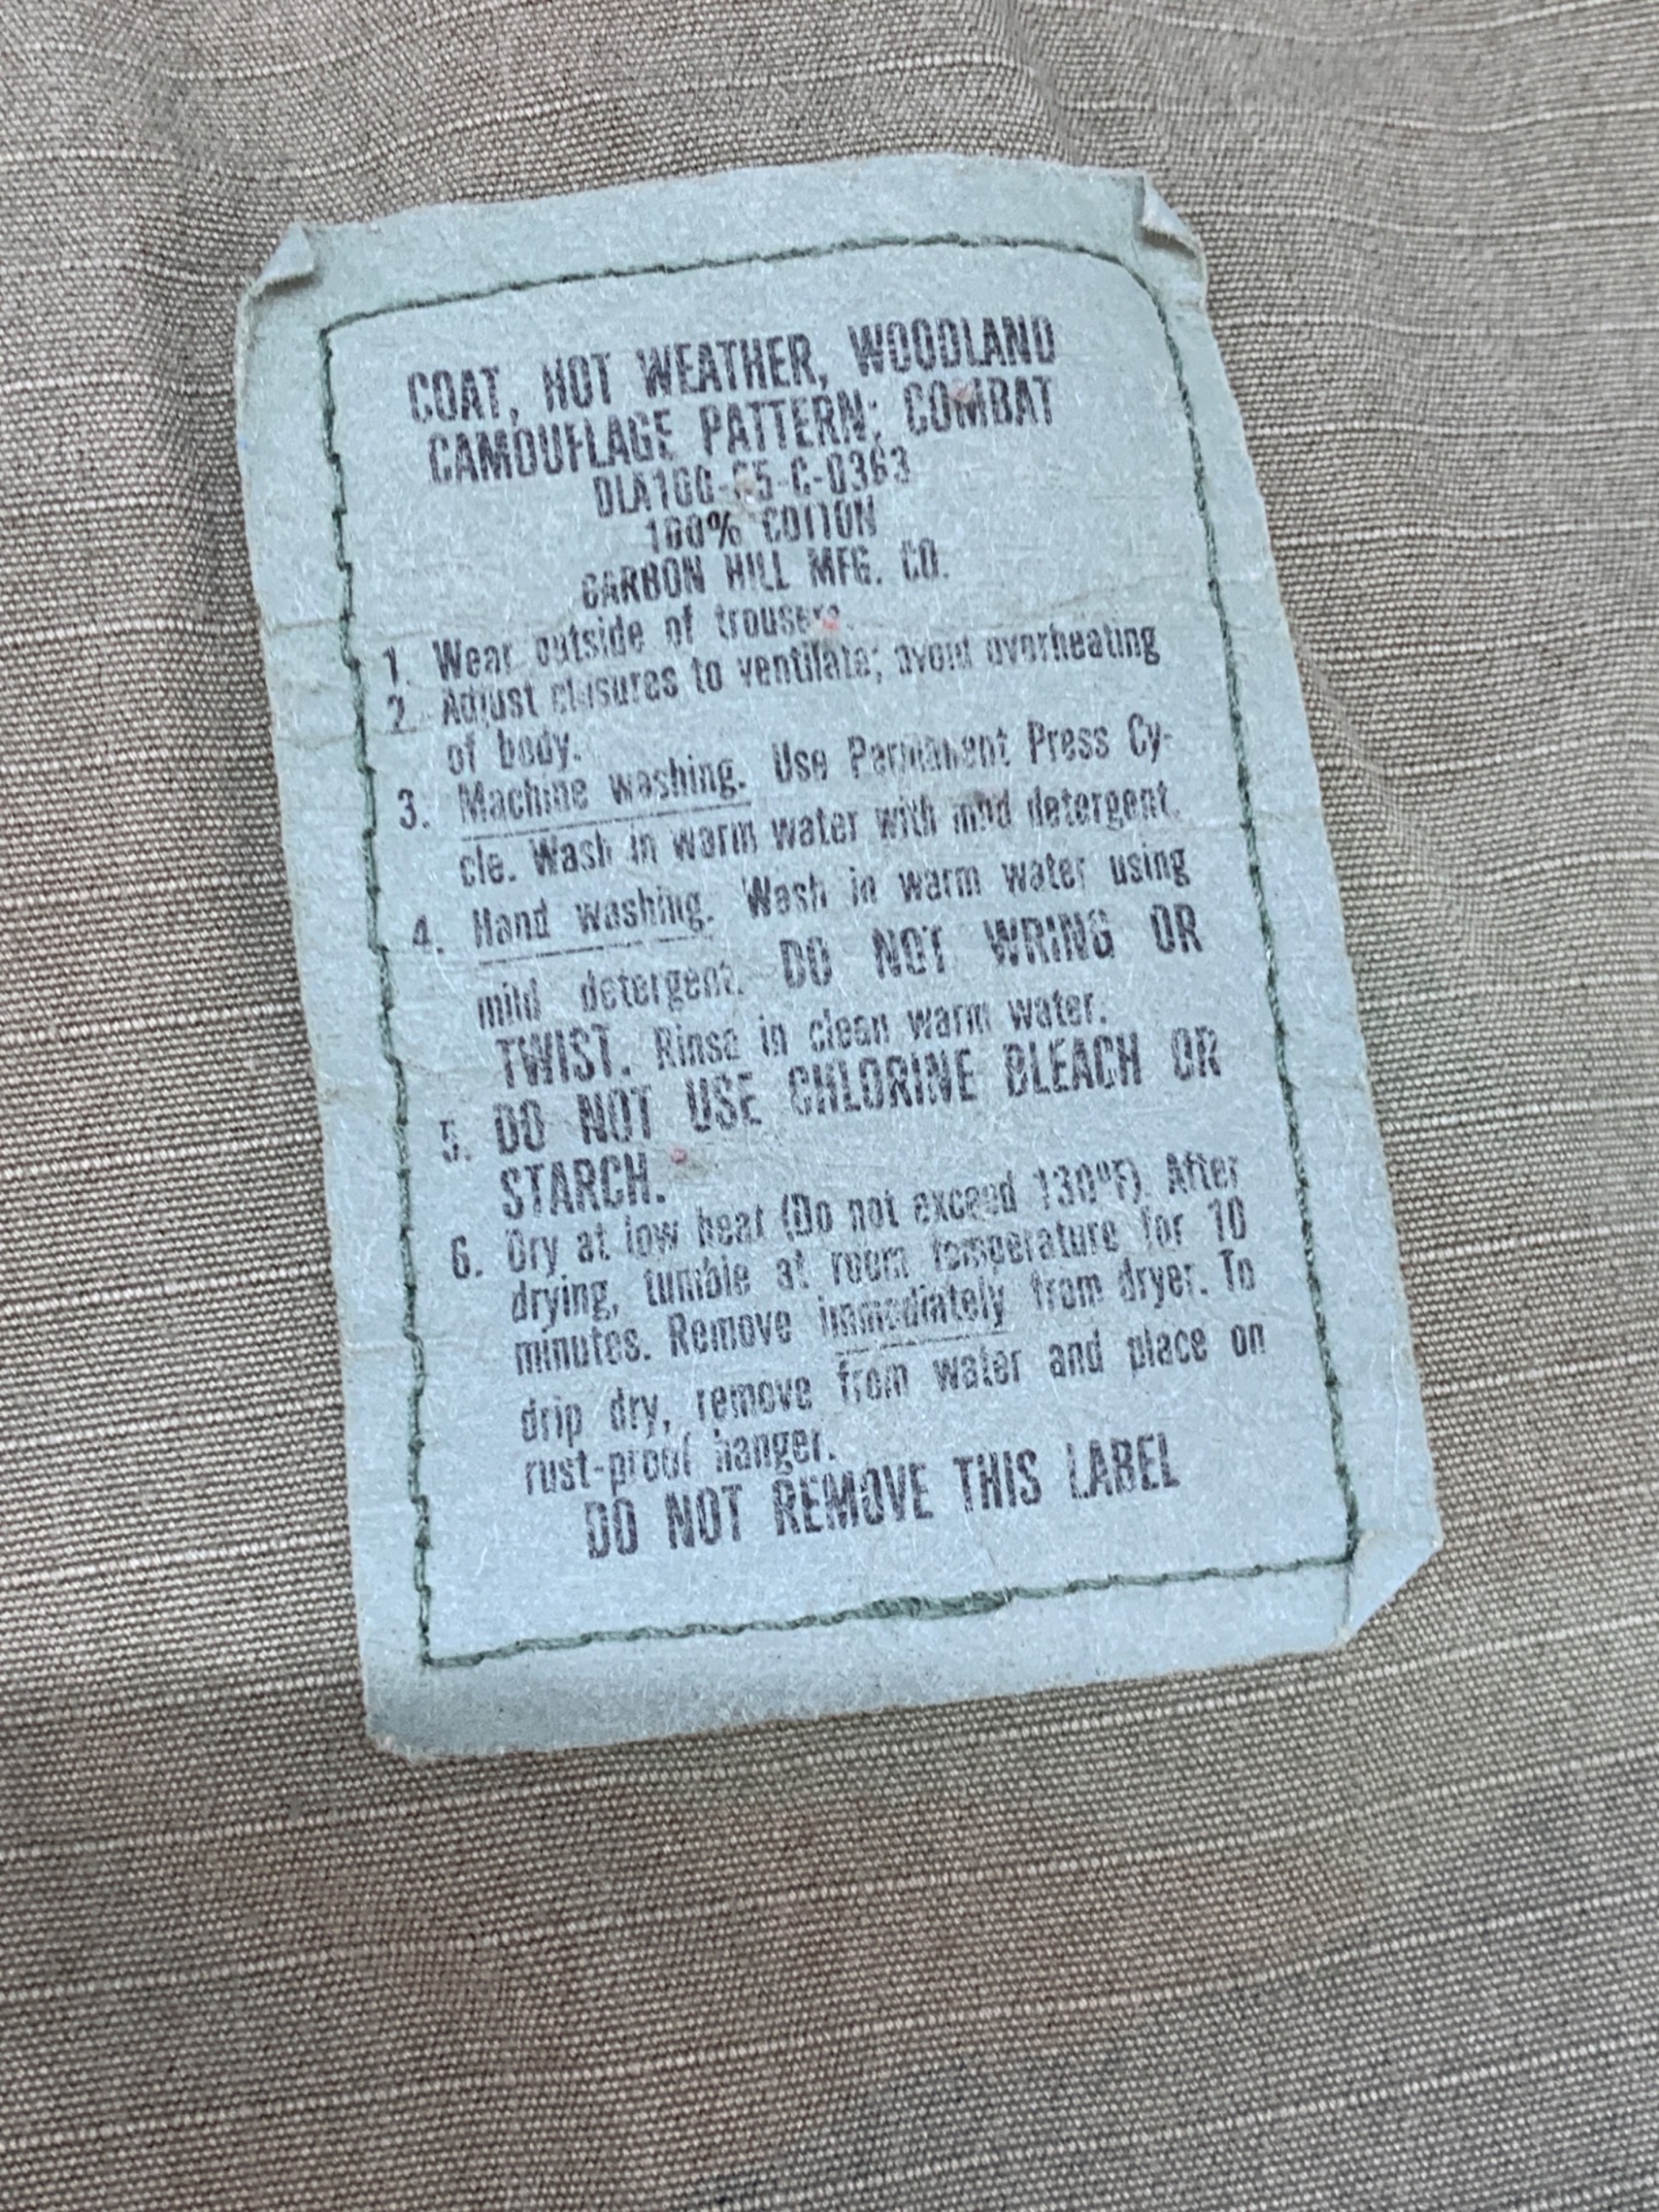 COAT, HOT WEATHER, WOODLAND
CAMOUFLAGE PATTERN; COMBAT
100% COTTON
CARBON HILL MFG. CO.
1. Wear outside of trousers.
2. Adjust closures to ventilate; avoid overheating
of body.
3. Machine washing. Use Permanent Press Cy-
cle. Wash in warm water with mild detergent.
4. Hand washing. Wash in warm water using
mild detergent. DO NOT WRING OR
TWIST. Rinse in clean warm water.
5. DO NOT USE CHLORINE BLEACH OR
STARCH.
6. Dry at low heat (Do not exceed 130°F). After
drying, tumble at room temperature for 10
minutes. Remove immediately from dryer. To
drip dry, remove from water and place on
rust-proof hanger.
DO NOT REMOVE THIS LABEL